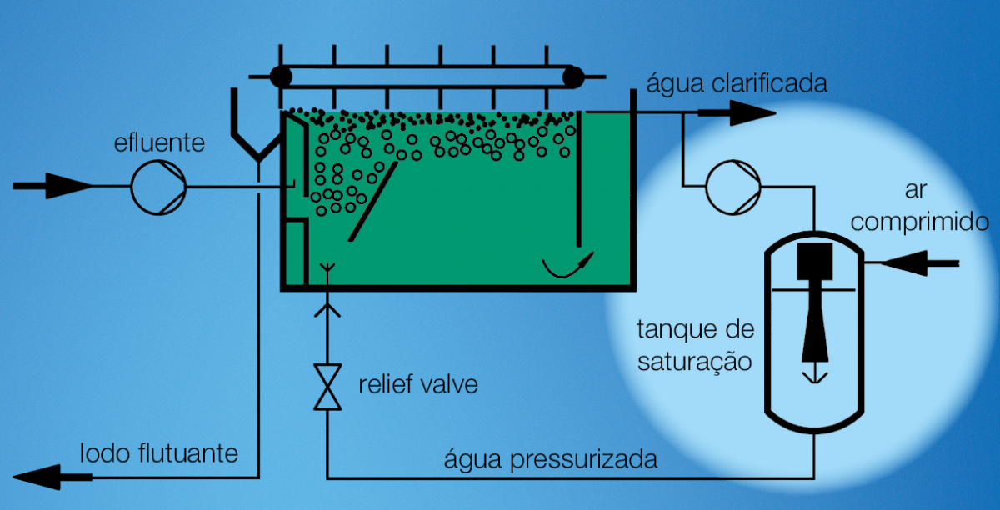 água clarificada
efluente
ar
comprimido
tanque de
saturação
relief valve
lodo flutuante
água pressurizada